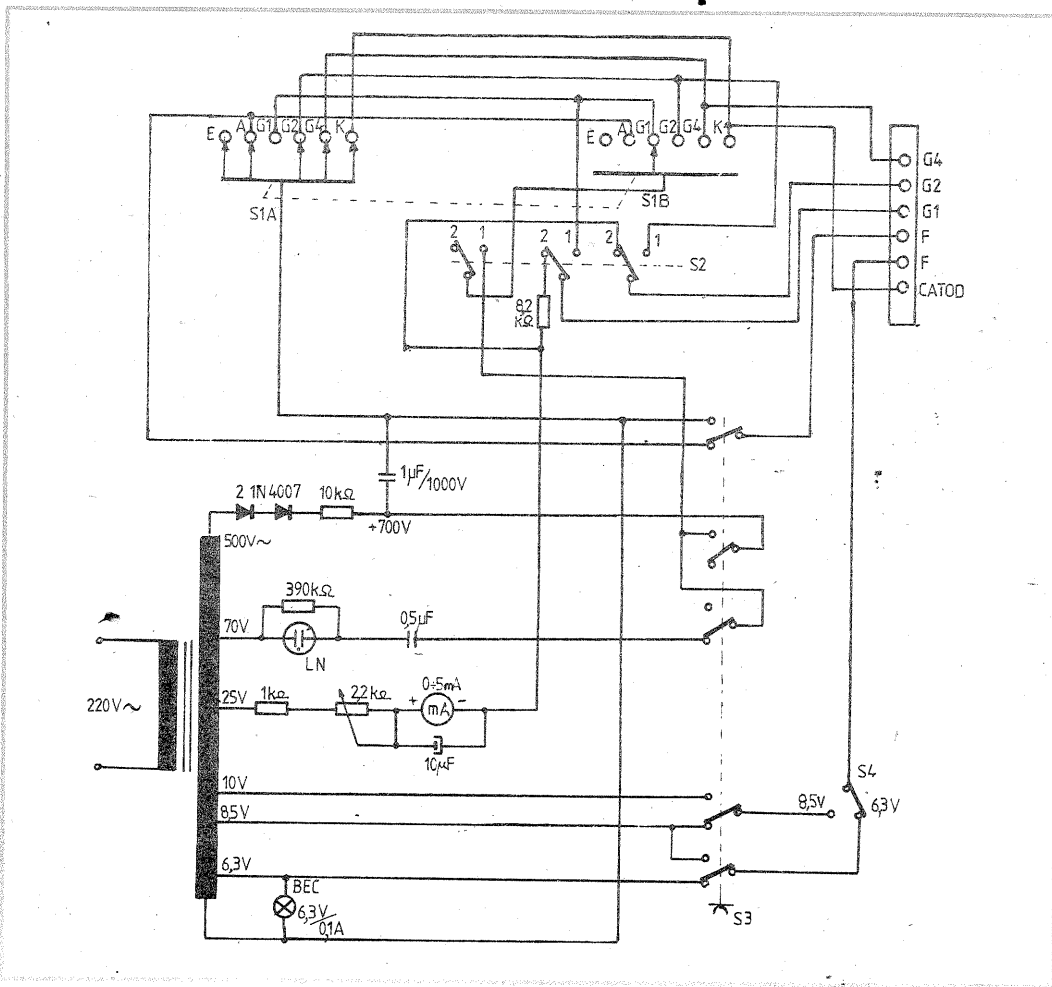 E A G1 G2 G4 K
E A G1 G2 G4 K
S1A
S1B
G4
G2
G1
F
F
CATOD
2 1
2 1
2 1
S2
8,2
kΩ
1µF/1000V
2 1N4007
10kΩ
+700V
500V~
390kΩ
0,5µF
70V
LN
220V~
25V
1kΩ
22kΩ
0÷5mA
+ mA -
10µF
10V
8,5V
8,5V
S4
6,3V
6,3V
BEC
6,3V/0,1A
S3